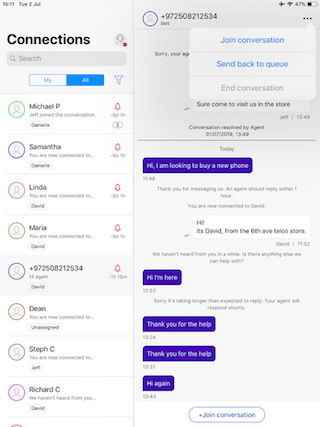 15:11 Tue 2 Jul
47%
Connections
Search
My
All
Michael P
Jeff joined the conversation.
-9d 1h
Danielle
Samantha
You are now connected to...
-9d 1h
Danielle
Linda
You are now connected to...
-9d 0h
David
Maria
You are now connected to...
-9d 0h
David
+972508212534
Hi again
-1h 18m
David
Dean
You are now connected to...
Unassigned
Steph C
You are now connected to...
Jeff
Richard C
We haven't heard from you...
David
+972508212534
SMS
Join conversation
Send back to queue
End conversation
Sorry, your age
Sure come to visit us in the store
Jeff | 13:49
Conversation resolved by Agent
01/07/2019, 13:49
Today
Hi, I am looking to buy a new phone
11:48
Thank you for messaging us. An agent should reply within 1
hour.
You are now connected to David.
Hi!
Its David, from the 6th ave telco store.
David | 11:52
We haven't heard from you in a while. Is there anything else we
can help with?
Hi I'm here
12:53
Sorry it's taking longer than expected to reply. Your agent will
respond shortly.
Thank you for the help
13:24
Thank you for the help
13:37
Hi again
13:43
+Join conversation